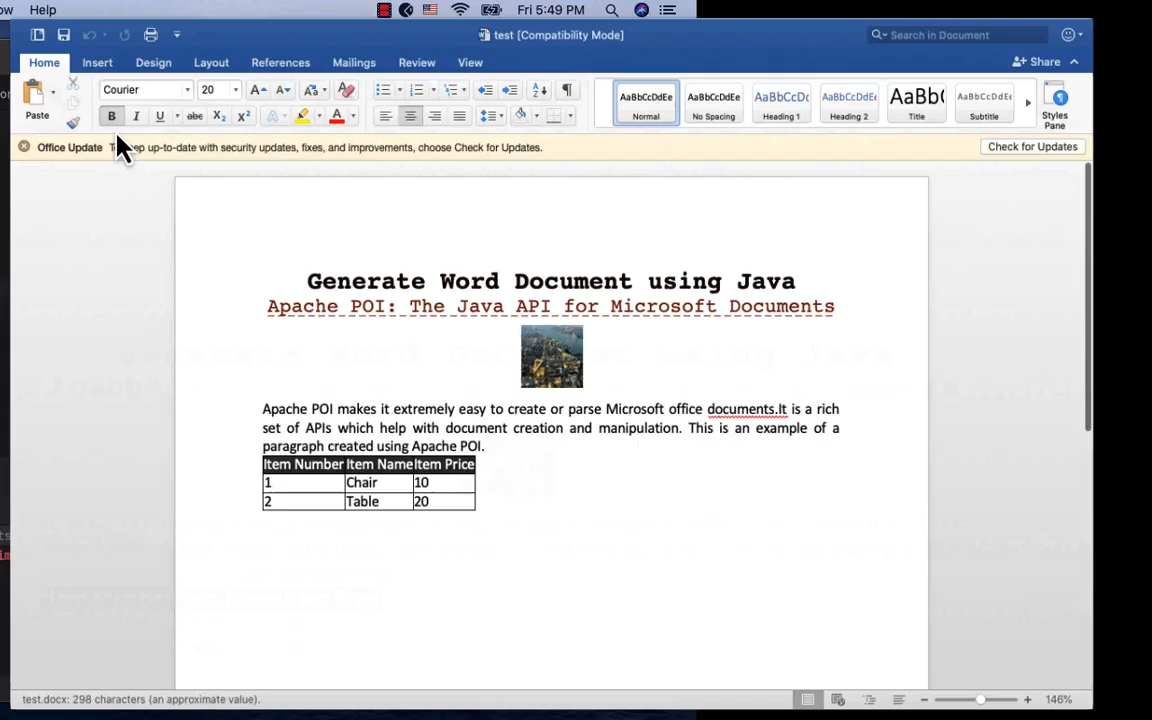 ow Help Fri 5:49 PM
test [Compatibility Mode] Search in Document
Home Insert Design Layout References Mailings Review View Share
Courier 20 AaBbCcDdEe AaBbCcDdEe AaBbCcDc AaBbCcDdEe AaBbC AaBbCcDdEe
Paste B I U abc X₂ X² A A Normal No Spacing Heading 1 Heading 2 Title Subtitle Styles Pane
Office Update ep up-to-date with security updates, fixes, and improvements, choose Check for Updates. Check for Updates
Generate Word Document using Java
Apache POI: The Java API for Microsoft Documents
Apache POI makes it extremely easy to create or parse Microsoft office documents.It is a rich
set of APIs which help with document creation and manipulation. This is an example of a
paragraph created using Apache POI.
Item Number Item Name Item Price
1 Chair 10
2 Table 20
test.docx: 298 characters (an approximate value). 146%